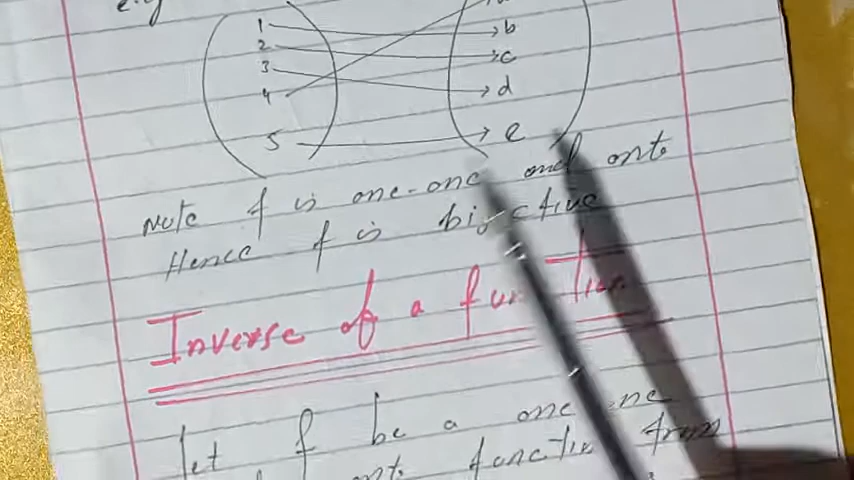 e.g
1 b
2 c
3 d
4
5 e
Note f is one-one and onto
Hence f is bijective
Inverse of a function
let f be a one one
onto function from